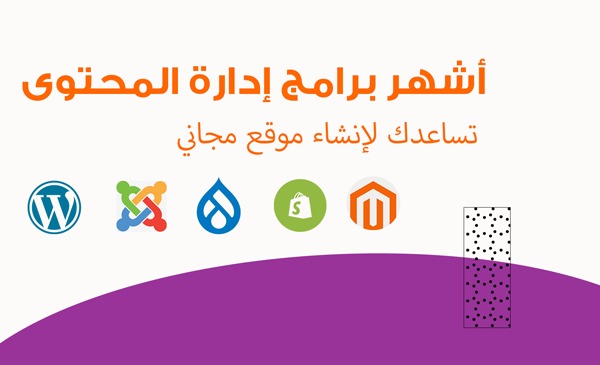 أشهر برامج إدارة المحتوى
تساعدك لإنشاء موقع مجاني